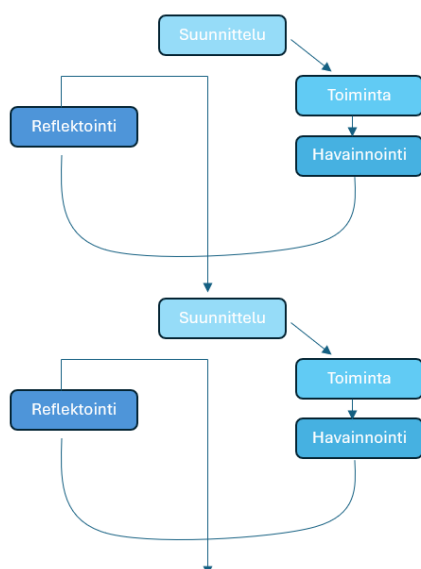 Suunnittelu
Toiminta
Havainnointi
Reflektointi
Suunnittelu
Toiminta
Havainnointi
Reflektointi